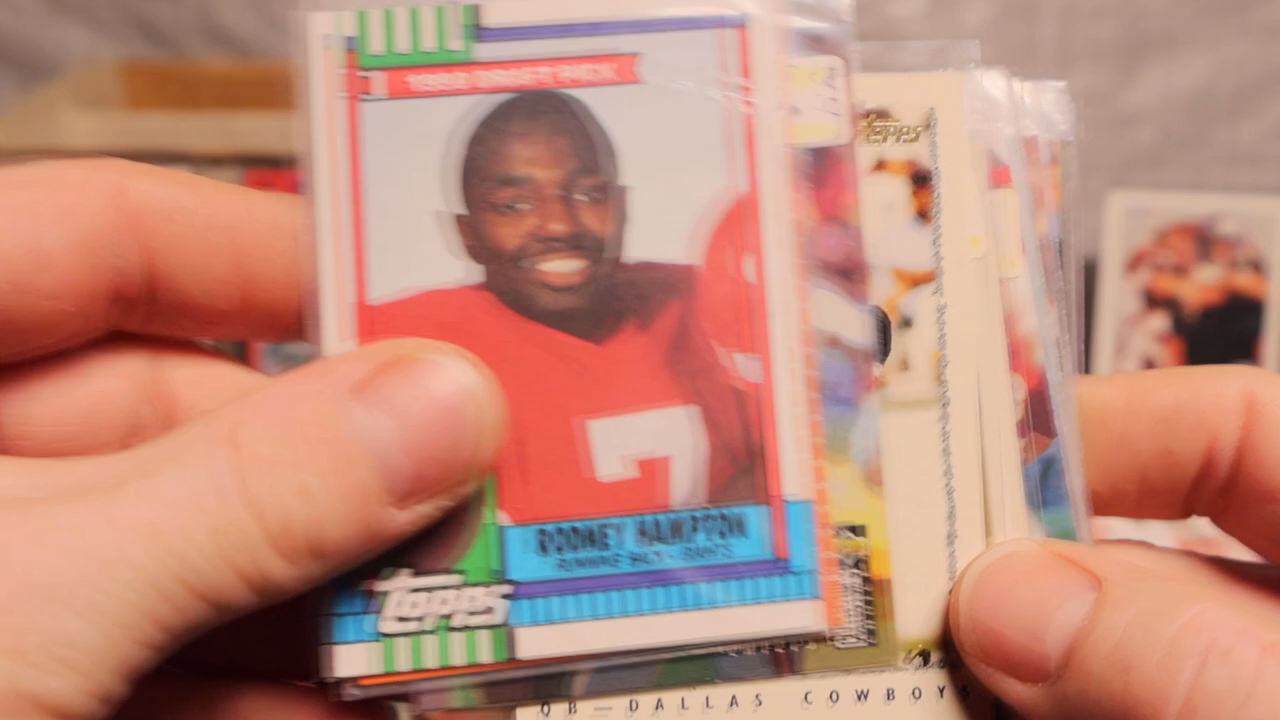 1990 DRAFT PICK
Topps
RODNEY HAMPTON
RUNNING BACK • GIANTS
Topps
QB—DALLAS COWBOYS